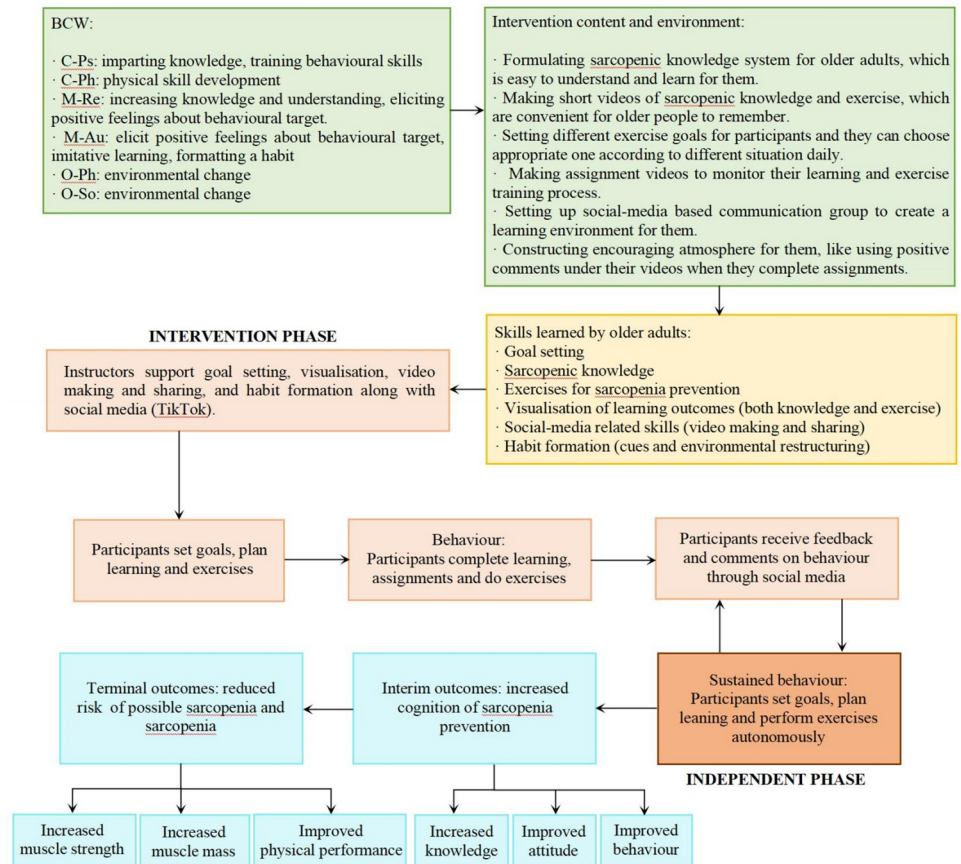 BCW:
· C-Ps: imparting knowledge, training behavioural skills
· C-Ph: physical skill development
· M-Re: increasing knowledge and understanding, eliciting
positive feelings about behavioural target.
· M-Au: elicit positive feelings about behavioural target,
imitative learning, formatting a habit
· O-Ph: environmental change
· O-So: environmental change
Intervention content and environment:
· Formulating sarcopenic knowledge system for older adults, which
is easy to understand and learn for them.
· Making short videos of sarcopenic knowledge and exercise, which
are convenient for older people to remember.
· Setting different exercise goals for participants and they can choose
appropriate one according to different situation daily.
· Making assignment videos to monitor their learning and exercise
training process.
· Setting up social-media based communication group to create a
learning environment for them.
· Constructing encouraging atmosphere for them, like using positive
comments under their videos when they complete assignments.
INTERVENTION PHASE
Instructors support goal setting, visualisation, video
making and sharing, and habit formation along with
social media (TikTok).
Skills learned by older adults:
· Goal setting
· Sarcopenic knowledge
· Exercises for sarcopenia prevention
· Visualisation of learning outcomes (both knowledge and exercise)
· Social-media related skills (video making and sharing)
· Habit formation (cues and environmental restructuring)
Participants set goals, plan
learning and exercises
Behaviour:
Participants complete learning,
assignments and do exercises
Participants receive feedback
and comments on behaviour
through social media
Terminal outcomes: reduced
risk of possible sarcopenia and
sarcopenia
Interim outcomes: increased
cognition of sarcopenia
prevention
Sustained behaviour:
Participants set goals, plan
leaning and perform exercises
autonomously
INDEPENDENT PHASE
Increased
muscle strength
Increased
muscle mass
Improved
physical performance
Increased
knowledge
Improved
attitude
Improved
behaviour